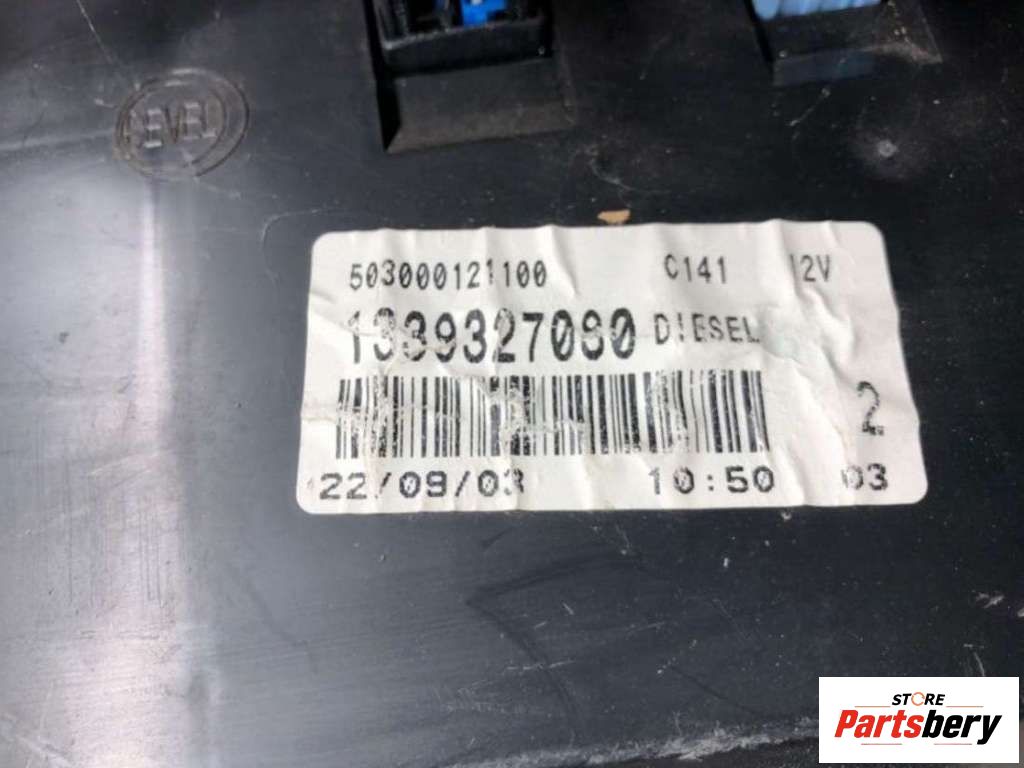 503000121100 C141 12V
1339327080 DIESEL
2
22/09/03 10:50 03
STORE
Partsbery